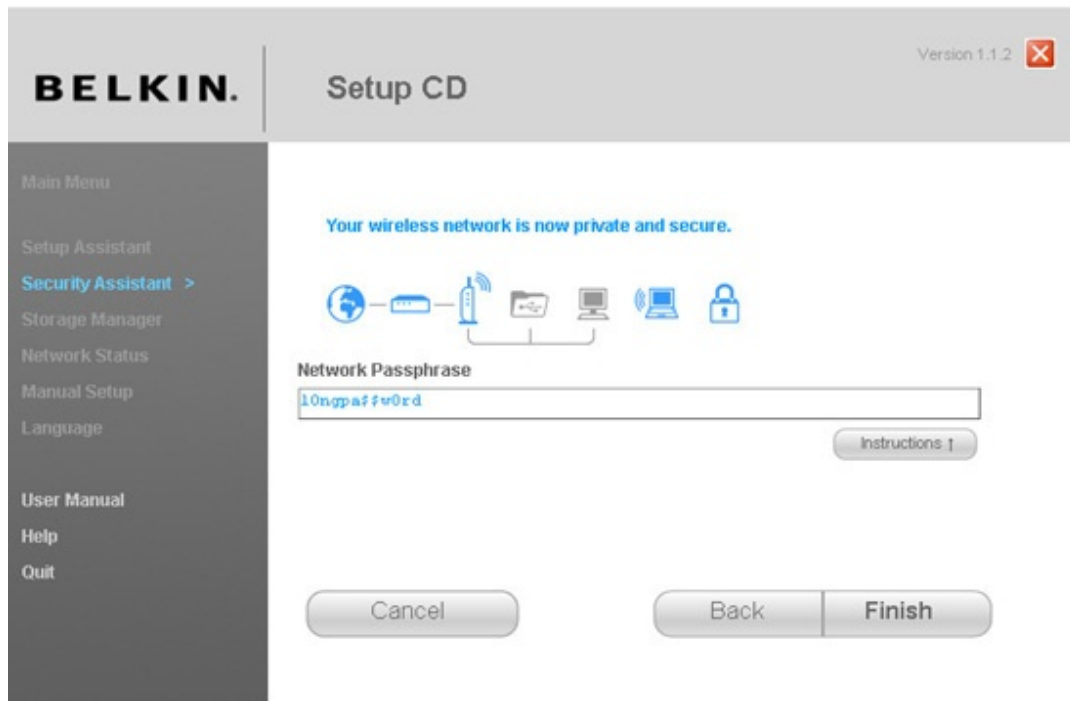 BELKIN.
Setup CD
Version 1.1.2
Main Menu
Setup Assistant
Security Assistant >
Storage Manager
Network Status
Manual Setup
Language
User Manual
Help
Quit
Your wireless network is now private and secure.
Network Passphrase
l0ngpa$$w0rd
Instructions ↑
Cancel
Back
Finish